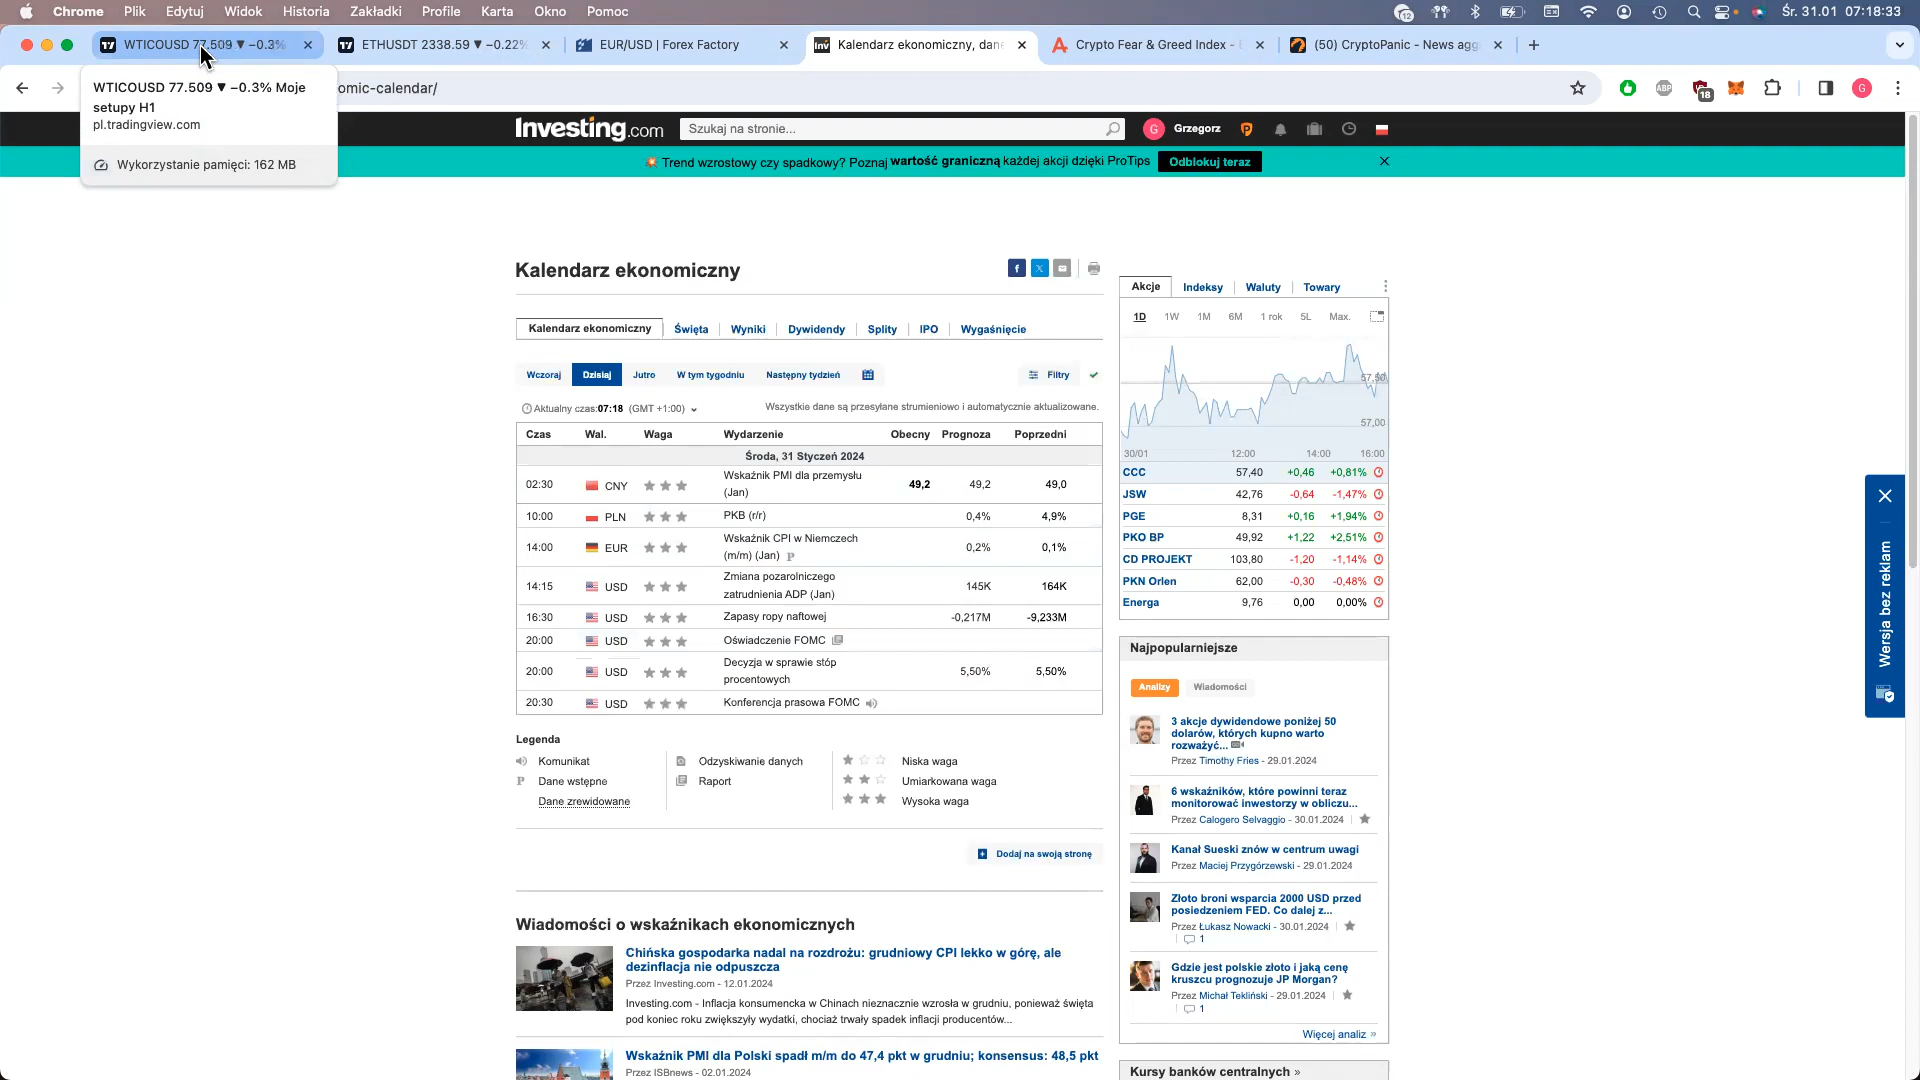 Chrome Plik Edytuj Widok Historia Zakładki Profile Karta Okno Pomoc 12 Śr. 31.01 07:18:33
WTICOUSD 77.509 ▼ −0.3% ETHUSDT 2338.59 ▼ −0.22% EUR/USD | Forex Factory Kalendarz ekonomiczny, dane Crypto Fear & Greed Index - (50) CryptoPanic - News agg
WTICOUSD 77.509 ▼ −0.3% Moje
setupy H1
pl.tradingview.com
Wykorzystanie pamięci: 162 MB
omic-calendar/
ABP 18 G
Investing.com Szukaj na stronie... G Grzegorz
Trend wzrostowy czy spadkowy? Poznaj wartość graniczną każdej akcji dzięki ProTips Odblokuj teraz
Kalendarz ekonomiczny
Kalendarz ekonomiczny Święta Wyniki Dywidendy Splity IPO Wygaśnięcie
Wczoraj Dzisiaj Jutro W tym tygodniu Następny tydzień Filtry
Aktualny czas:07:18 (GMT +1:00) Wszystkie dane są przesyłane strumieniowo i automatycznie aktualizowane.
Czas Wal. Waga Wydarzenie Obecny Prognoza Poprzedni
Środa, 31 Styczeń 2024
02:30 CNY Wskaźnik PMI dla przemysłu (Jan) 49,2 49,2 49,0
10:00 PLN PKB (r/r) 0,4% 4,9%
14:00 EUR Wskaźnik CPI w Niemczech (m/m) (Jan) P 0,2% 0,1%
14:15 USD Zmiana pozarolniczego zatrudnienia ADP (Jan) 145K 164K
16:30 USD Zapasy ropy naftowej -0,217M -9,233M
20:00 USD Oświadczenie FOMC
20:00 USD Decyzja w sprawie stóp procentowych 5,50% 5,50%
20:30 USD Konferencja prasowa FOMC
Legenda
Komunikat
P Dane wstępne
Dane zrewidowane
Odzyskiwanie danych
Raport
Niska waga
Umiarkowana waga
Wysoka waga
Dodaj na swoją stronę
Wiadomości o wskaźnikach ekonomicznych
Chińska gospodarka nadal na rozdrożu: grudniowy CPI lekko w górę, ale
dezinflacja nie odpuszcza
Przez Investing.com - 12.01.2024
Investing.com - Inflacja konsumencka w Chinach nieznacznie wzrosła w grudniu, ponieważ święta
pod koniec roku zwiększyły wydatki, chociaż trwały spadek inflacji producentów...
Wskaźnik PMI dla Polski spadł m/m do 47,4 pkt w grudniu; konsensus: 48,5 pkt
Przez ISBnews - 02.01.2024
Akcje Indeksy Waluty Towary
1D 1W 1M 6M 1 rok 5L Max.
57,50
57,00
30/01 12:00 14:00 16:00
CCC 57,40 +0,46 +0,81%
JSW 42,76 -0,64 -1,47%
PGE 8,31 +0,16 +1,94%
PKO BP 49,92 +1,22 +2,51%
CD PROJEKT 103,80 -1,20 -1,14%
PKN Orlen 62,00 -0,30 -0,48%
Energa 9,76 0,00 0,00%
Najpopularniejsze
Analizy Wiadomości
3 akcje dywidendowe poniżej 50
dolarów, których kupno warto
rozważyć...
Przez Timothy Fries - 29.01.2024
6 wskaźników, które powinni teraz
monitorować inwestorzy w obliczu...
Przez Calogero Selvaggio - 30.01.2024
Kanał Sueski znów w centrum uwagi
Przez Maciej Przygórzewski - 29.01.2024
Złoto broni wsparcia 2000 USD przed
posiedzeniem FED. Co dalej z...
Przez Łukasz Nowacki - 30.01.2024
1
Gdzie jest polskie złoto i jaką cenę
kruszcu prognozuje JP Morgan?
Przez Michał Tekliński - 29.01.2024
1
Więcej analiz »
Kursy banków centralnych »
Wersja bez reklam